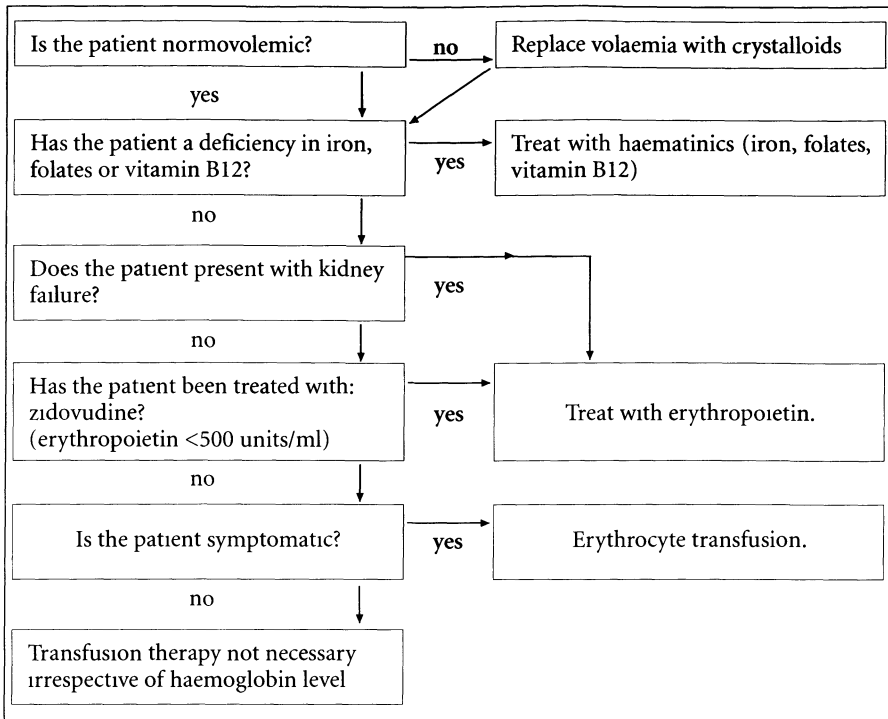 Is the patient normovolemic?
no
Replace volaemia with crystalloids
yes
Has the patient a deficiency in iron,
folates or vitamin B12?
yes
Treat with haematinics (iron, folates,
vitamin B12)
no
Does the patient present with kidney
failure?
yes
no
Has the patient been treated with:
zidovudine?
(erythropoietin <500 units/ml)
yes
Treat with erythropoietin.
no
Is the patient symptomatic?
yes
Erythrocyte transfusion.
no
Transfusion therapy not necessary
irrespective of haemoglobin level